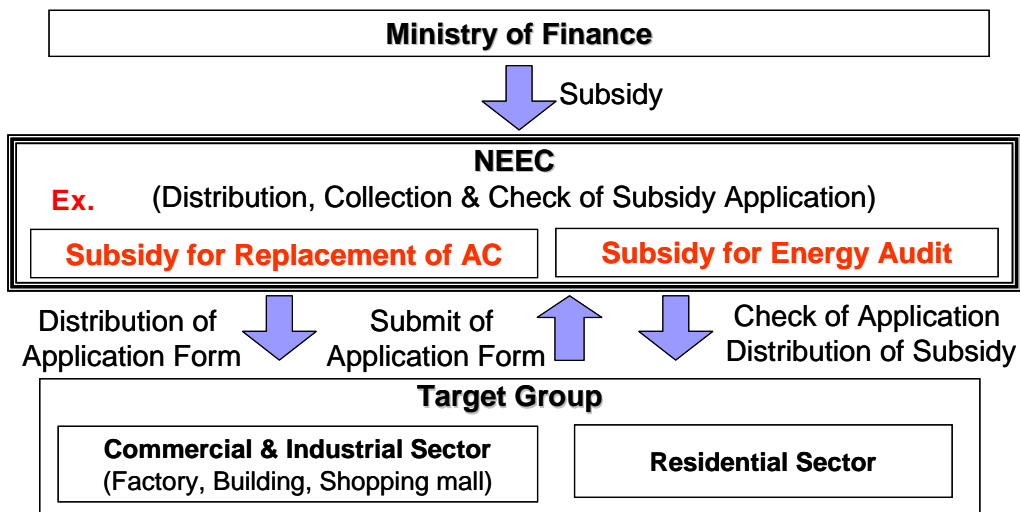 Ministry of Finance
Subsidy
NEEC
Ex. (Distribution, Collection & Check of Subsidy Application)
Subsidy for Replacement of AC
Subsidy for Energy Audit
Distribution of
Application Form
Submit of
Application Form
Check of Application
Distribution of Subsidy
Target Group
Commercial & Industrial Sector
(Factory, Building, Shopping mall)
Residential Sector